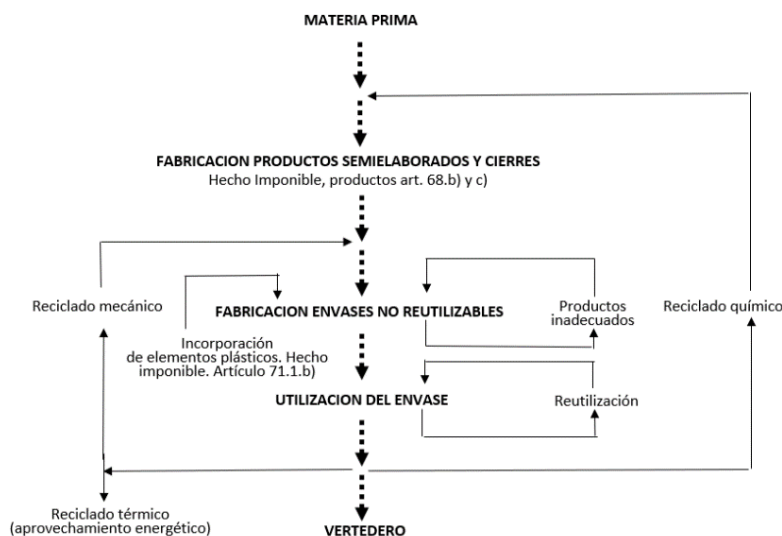 MATERIA PRIMA
FABRICACION PRODUCTOS SEMIELABORADOS Y CIERRES
Hecho Imponible, productos art. 68.b) y c)
Reciclado mecánico
FABRICACION ENVASES NO REUTILIZABLES
Productos
inadecuados
Reciclado químico
Incorporación
de elementos plásticos. Hecho
imponible. Artículo 71.1.b)
UTILIZACION DEL ENVASE
Reutilización
Reciclado térmico
(aprovechamiento energético)
VERTEDERO